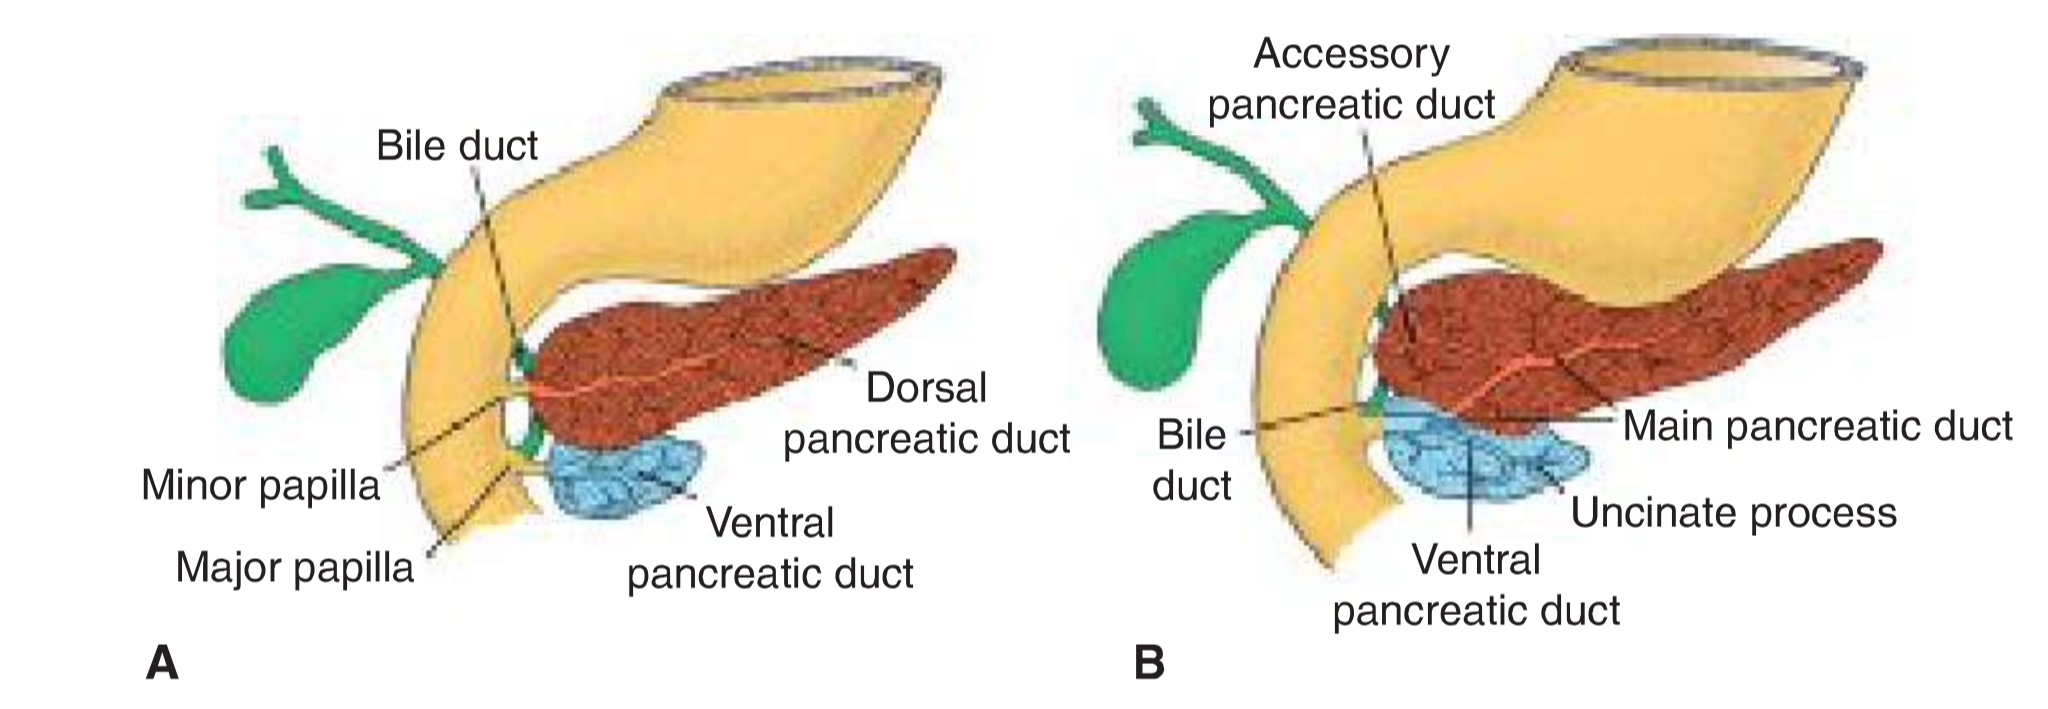 Bile duct
Dorsal
pancreatic duct
Minor papilla
Ventral
pancreatic duct
Major papilla
A
Accessory
pancreatic duct
Bile
duct
Main pancreatic duct
Uncinate process
Ventral
pancreatic duct
B